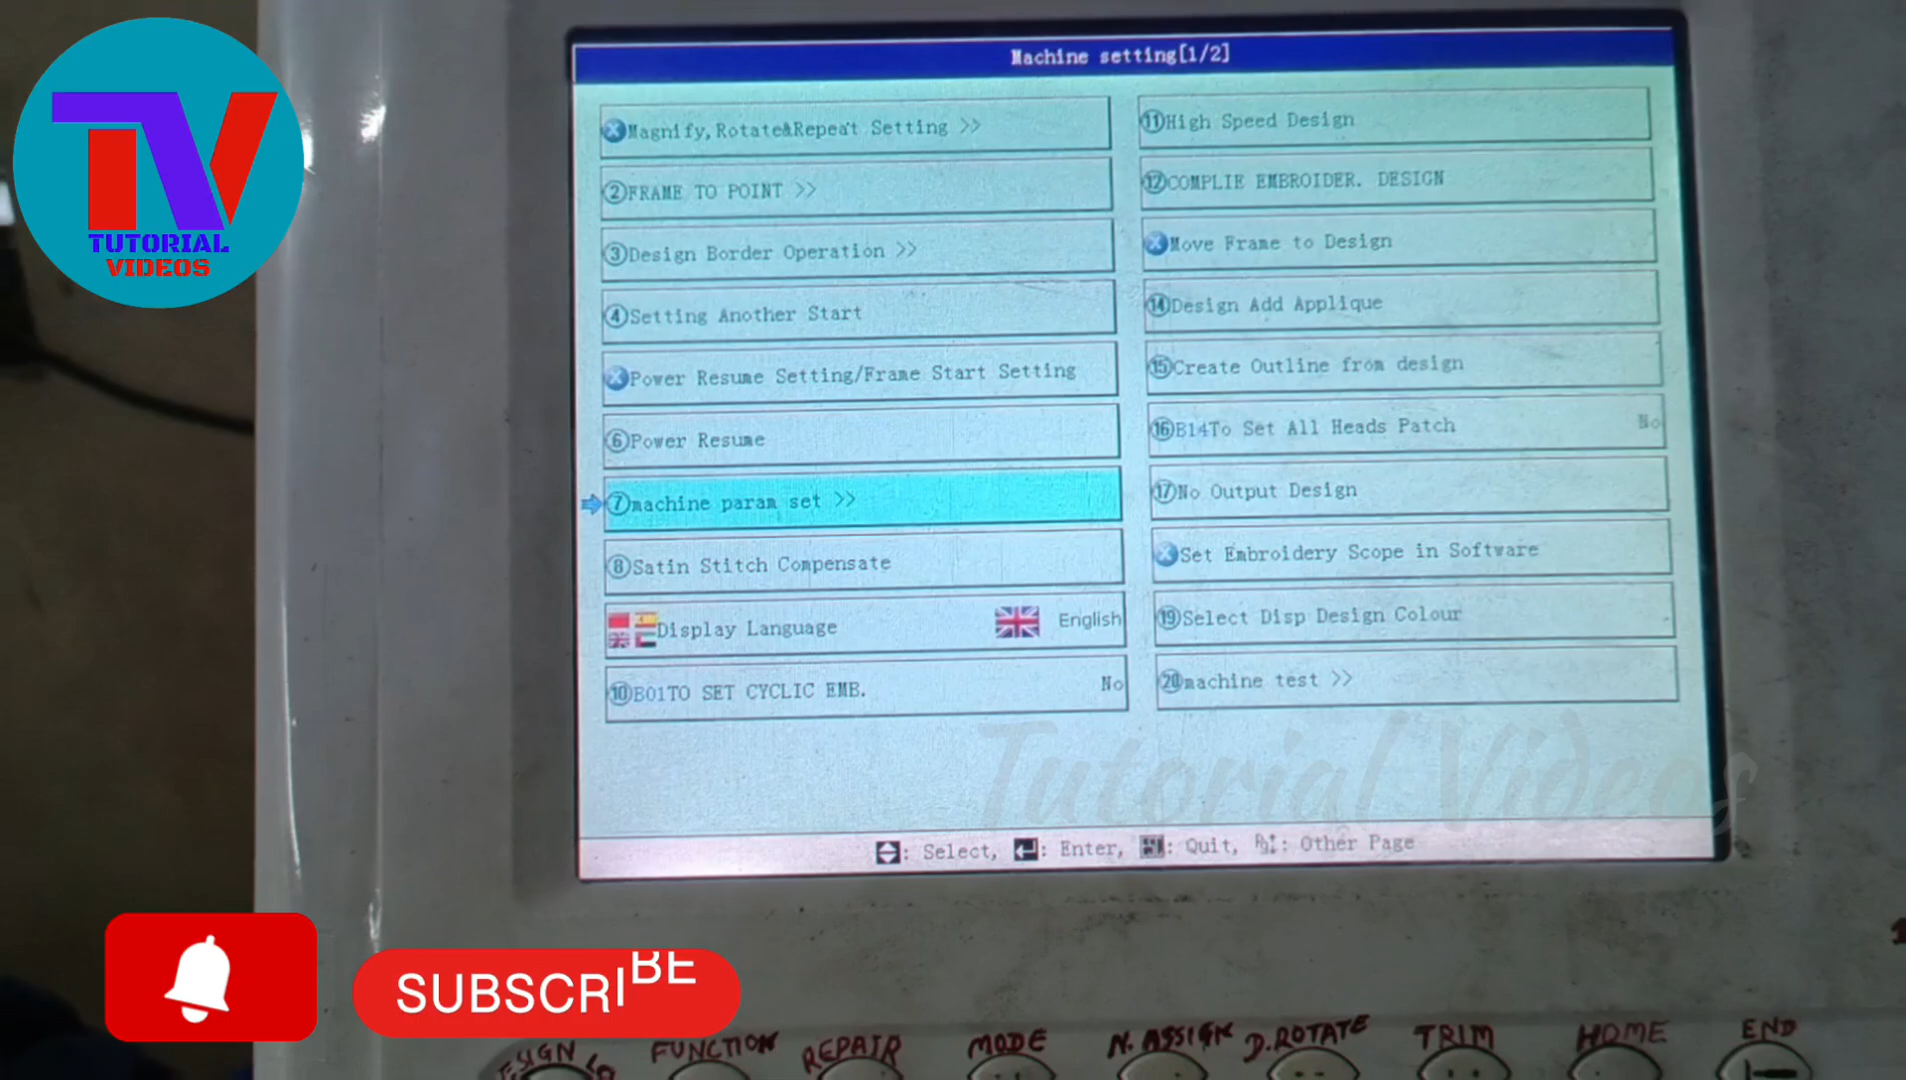 TV
TUTORIAL
VIDEOS
Machine setting[1/2]
Magnify,Rotate&Repeat Setting >>
②FRAME TO POINT >>
③Design Border Operation >>
④Setting Another Start
Power Resume Setting/Frame Start Setting
⑥Power Resume
⑦machine param set >>
⑧Satin Stitch Compensate
Display Language English
⑩B01TO SET CYCLIC EMB. No
⑪High Speed Design
⑫COMPLIE EMBROIDER. DESIGN
Move Frame to Design
⑭Design Add Applique
⑮Create Outline from design
⑯B14To Set All Heads Patch No
⑰No Output Design
Set Embroidery Scope in Software
⑲Select Disp Design Colour
⑳machine test >>
Tutorial Videos
: Select, : Enter, : Quit, : Other Page
SUBSCRIBE
FUNCTION
REPAIR
MODE
N. ASSIGN
D.ROTATE
TRIM
HOME
END